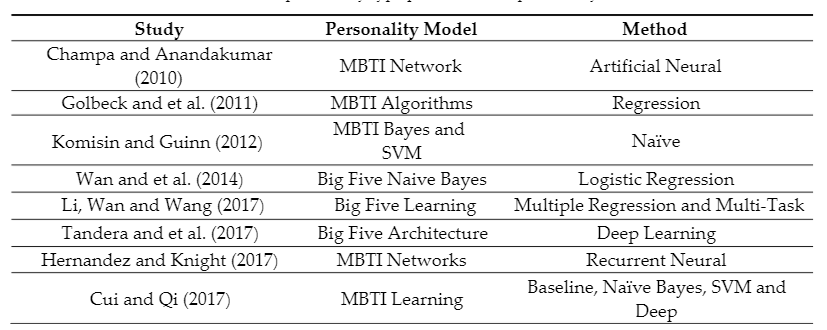 Study Personality Model Method
Champa and Anandakumar
(2010) MBTI Network Artificial Neural
Golbeck and et al. (2011) MBTI Algorithms Regression
Komisin and Guinn (2012) MBTI Bayes and
SVM Naïve
Wan and et al. (2014) Big Five Naive Bayes Logistic Regression
Li, Wan and Wang (2017) Big Five Learning Multiple Regression and Multi-Task
Tandera and et al. (2017) Big Five Architecture Deep Learning
Hernandez and Knight (2017) MBTI Networks Recurrent Neural
Cui and Qi (2017) MBTI Learning Baseline, Naïve Bayes, SVM and
Deep